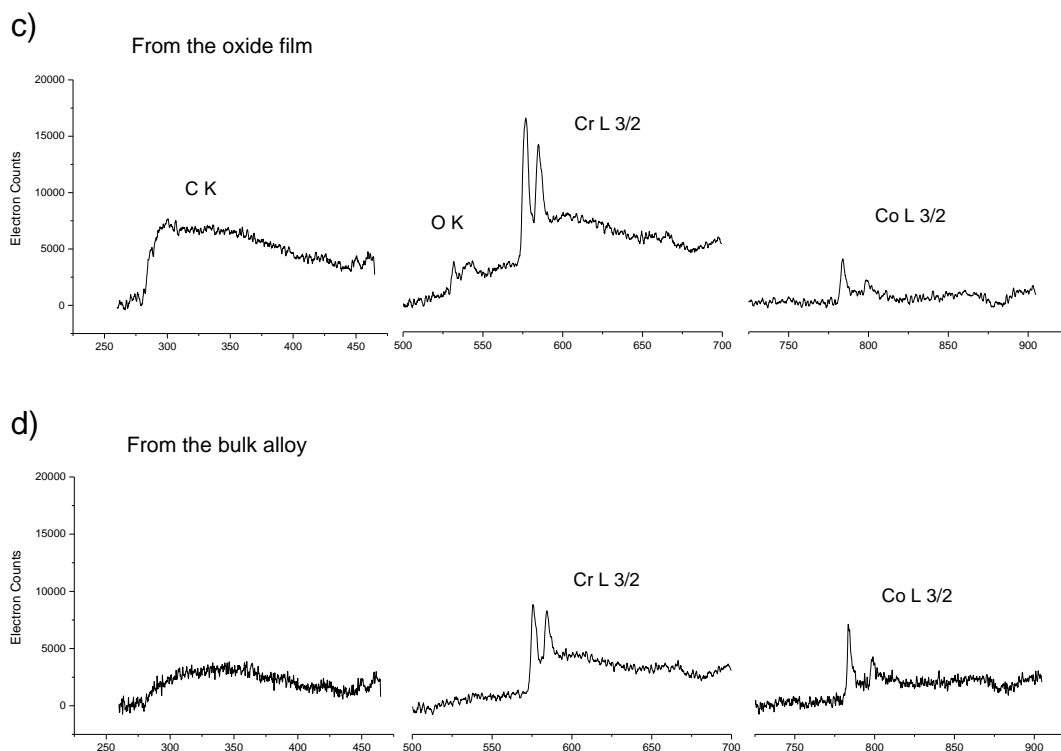 c)
From the oxide film
20000
15000
10000
5000
0
Electron Counts
C K
O K
Cr L 3/2
Co L 3/2
250 300 350 400 450 500 550 600 650 700 750 800 850 900
d)
From the bulk alloy
20000
15000
10000
5000
0
Electron Counts
Cr L 3/2
Co L 3/2
250 300 350 400 450 500 550 600 650 700 750 800 850 900